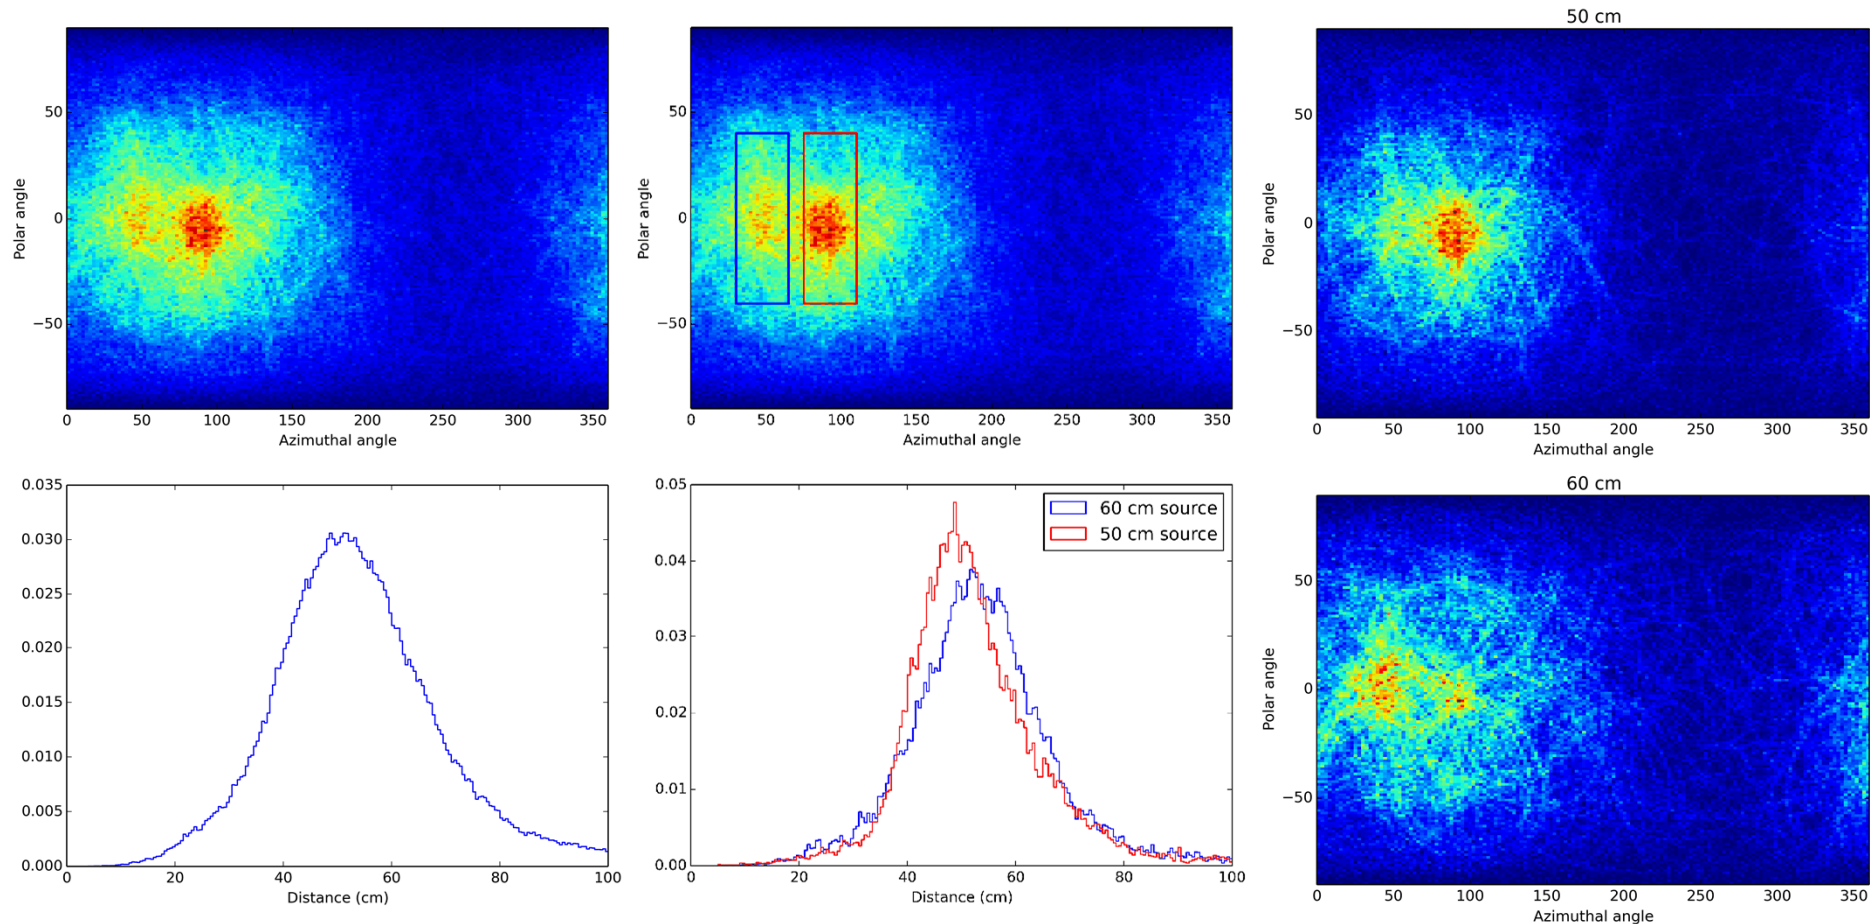 50
0
−50
Polar angle
0 50 100 150 200 250 300 350
Azimuthal angle
50
0
−50
Polar angle
0 50 100 150 200 250 300 350
Azimuthal angle
50 cm
50
0
−50
Polar angle
0 50 100 150 200 250 300 350
Azimuthal angle
0.035
0.030
0.025
0.020
0.015
0.010
0.005
0.000
0 20 40 60 80 100
Distance (cm)
0.05
0.04
0.03
0.02
0.01
0.00
60 cm source
50 cm source
0 20 40 60 80 100
Distance (cm)
60 cm
50
0
−50
Polar angle
0 50 100 150 200 250 300 350
Azimuthal angle